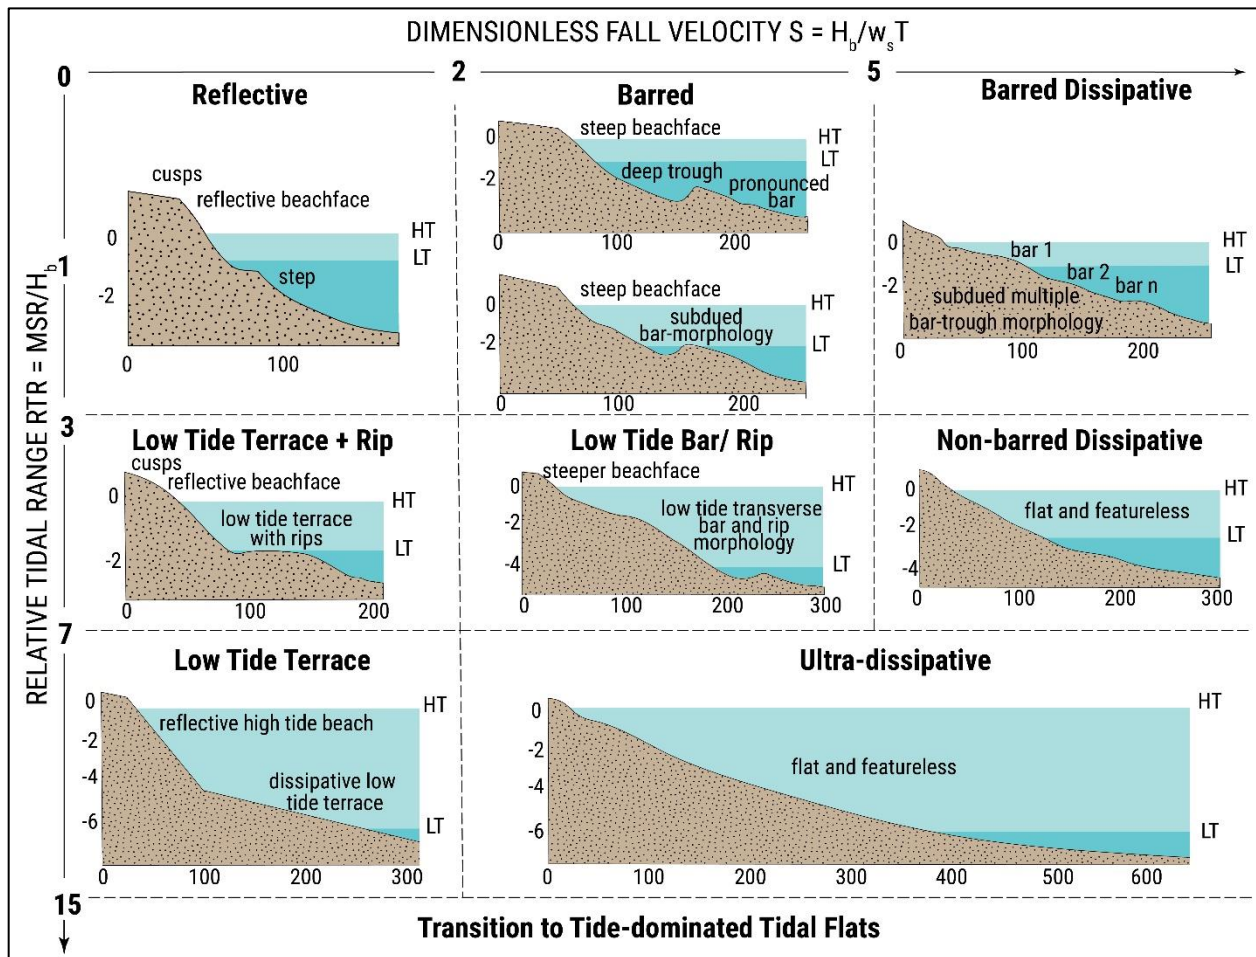 DIMENSIONLESS FALL VELOCITY S = Hb/wsT
0
2
5
RELATIVE TIDAL RANGE RTR = MSR/Hb
1
3
7
15
Reflective
cusps
reflective beachface
0
HT
LT
step
-2
100
Barred
steep beachface
0
HT
LT
deep trough
-2
pronounced
bar
0
100
200
steep beachface
0
HT
subdued
bar-morphology
-2
LT
0
100
200
Barred Dissipative
0
HT
bar 1
LT
bar 2
-2
bar n
subdued multiple
bar-trough morphology
0
100
200
Low Tide Terrace + Rip
cusps
reflective beachface
0
HT
low tide terrace
with rips
LT
-2
0
100
200
Low Tide Bar/ Rip
steeper beachface
0
HT
-2
low tide transverse
bar and rip
morphology
-4
LT
0
100
200
300
Non-barred Dissipative
0
HT
flat and featureless
-2
LT
-4
0
100
200
300
Low Tide Terrace
0
HT
reflective high tide beach
-2
-4
dissipative low
tide terrace
-6
LT
0
100
200
300
Ultra-dissipative
0
HT
-2
flat and featureless
-4
-6
LT
0
100
200
300
400
500
600
Transition to Tide-dominated Tidal Flats